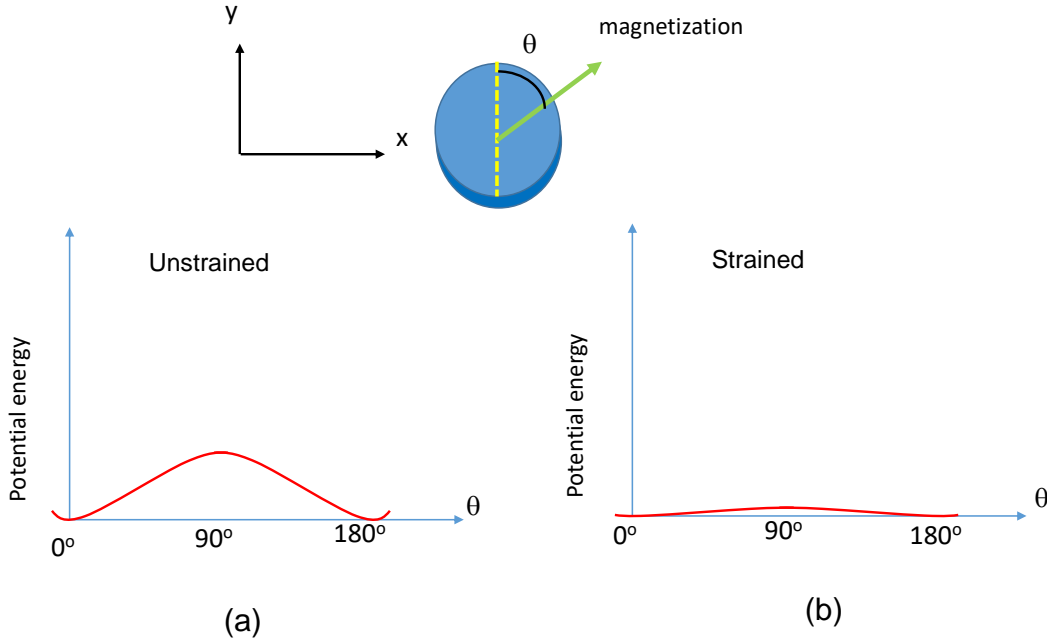 y
θ
magnetization
x
Unstrained
Strained
Potential energy
Potential energy
θ
θ
0º
90º
180º
0º
90º
180º
(a)
(b)